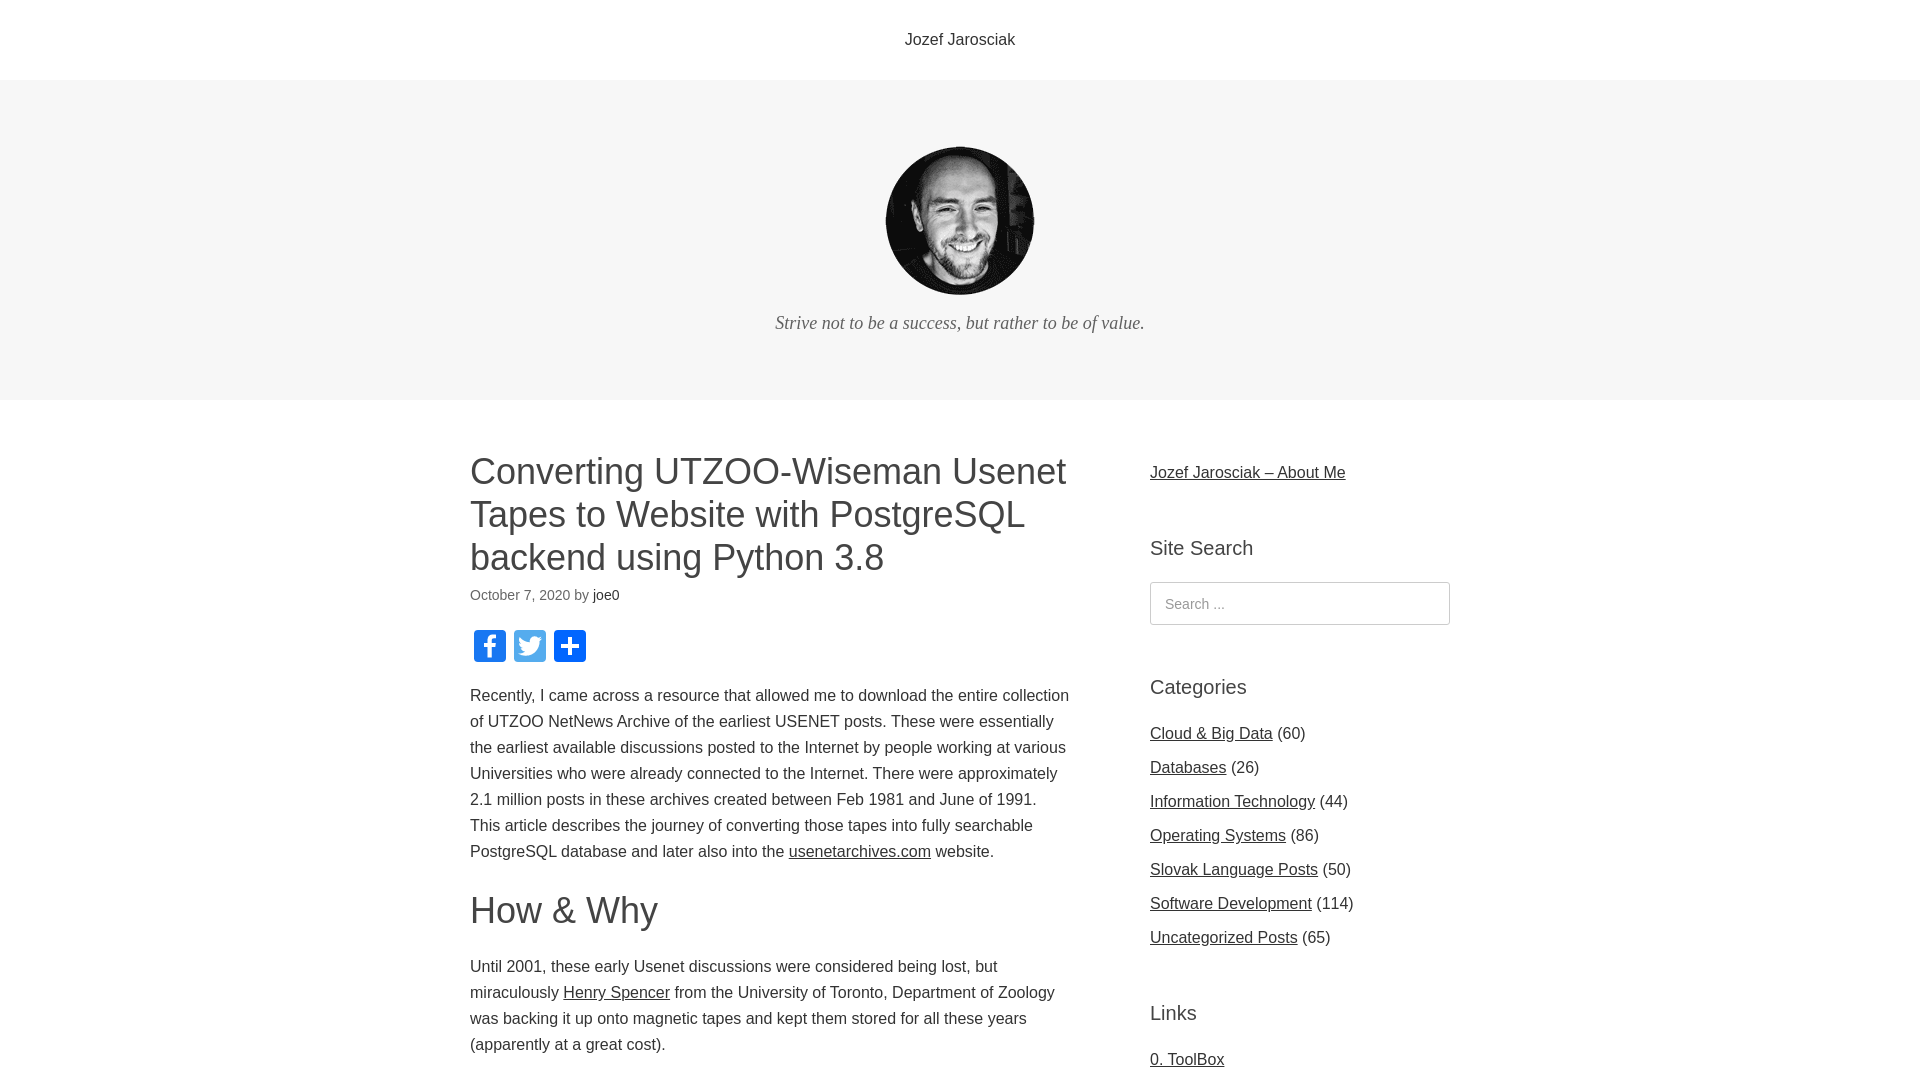 Jozef Jarosciak
Strive not to be a success, but rather to be of value.
Converting UTZOO-Wiseman Usenet
Tapes to Website with PostgreSQL
backend using Python 3.8
October 7, 2020 by joe0
Recently, I came across a resource that allowed me to download the entire collection
of UTZOO NetNews Archive of the earliest USENET posts. These were essentially
the earliest available discussions posted to the Internet by people working at various
Universities who were already connected to the Internet. There were approximately
2.1 million posts in these archives created between Feb 1981 and June of 1991.
This article describes the journey of converting those tapes into fully searchable
PostgreSQL database and later also into the usenetarchives.com website.
How & Why
Until 2001, these early Usenet discussions were considered being lost, but
miraculously Henry Spencer from the University of Toronto, Department of Zoology
was backing it up onto magnetic tapes and kept them stored for all these years
(apparently at a great cost).
Jozef Jarosciak – About Me
Site Search
Search ...
Categories
Cloud & Big Data (60)
Databases (26)
Information Technology (44)
Operating Systems (86)
Slovak Language Posts (50)
Software Development (114)
Uncategorized Posts (65)
Links
0. ToolBox